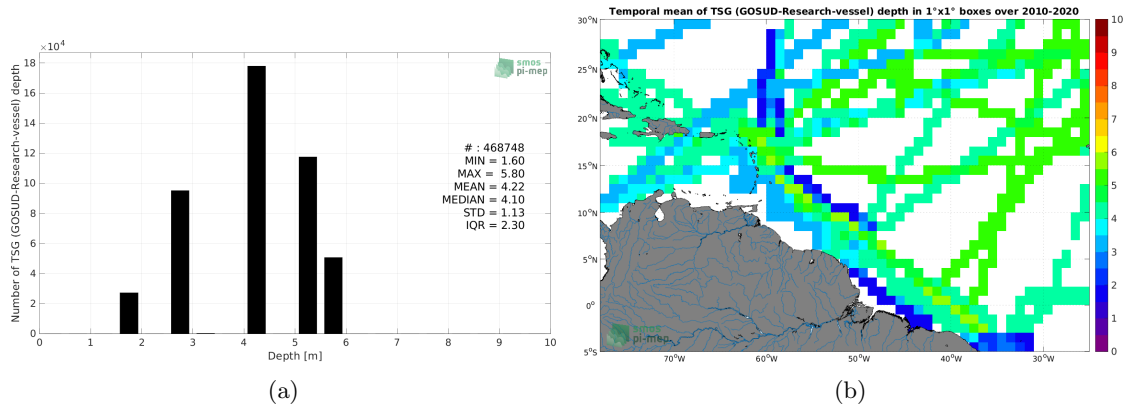 ×10⁴
18
16
14
12
10
8
6
4
2
0
Number of TSG (GOSUD-Research-vessel) depth
smos
pi-mep
# : 468748
MIN = 1.60
MAX = 5.80
MEAN = 4.22
MEDIAN = 4.10
STD = 1.13
IQR = 2.30
0 1 2 3 4 5 6 7 8 9 10
Depth [m]
(a)
Temporal mean of TSG (GOSUD-Research-vessel) depth in 1°x1° boxes over 2010-2020
30°N
25°N
20°N
15°N
10°N
5°N
0°
5°S
70°W 60°W 50°W 40°W 30°W
smos
pi-mep
10
9
8
7
6
5
4
3
2
1
0
(b)